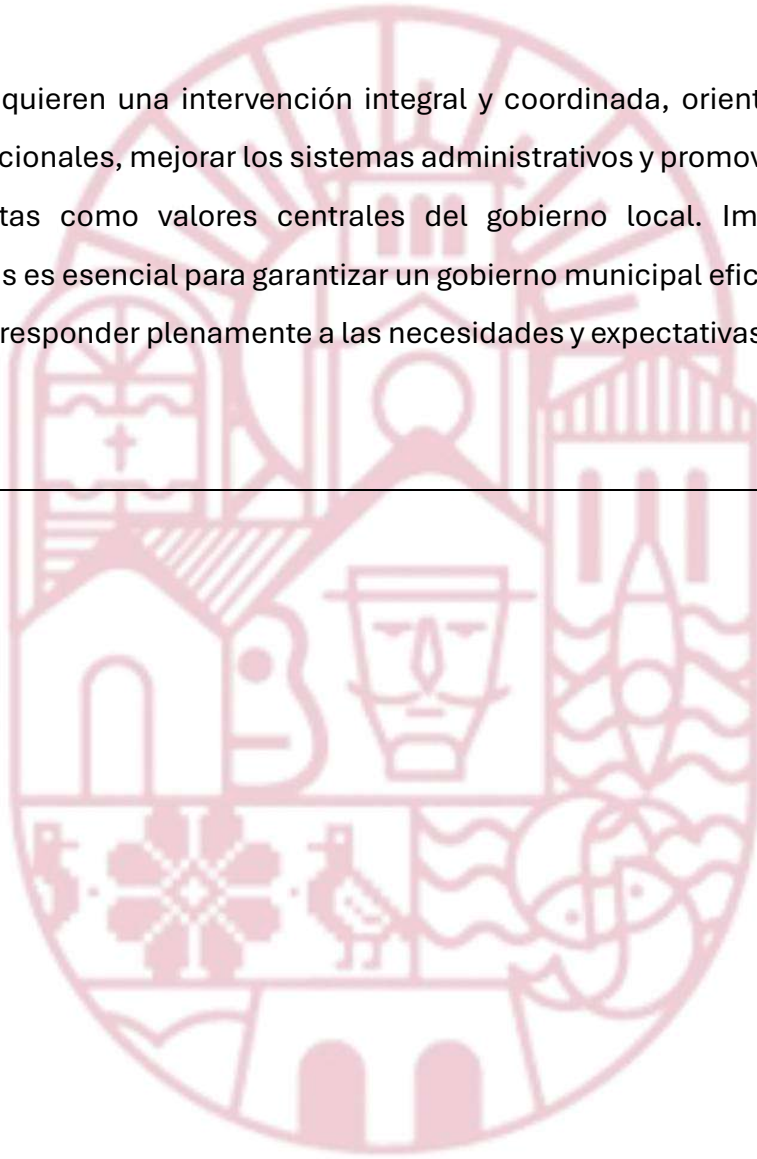 quieren una intervención integral y coordinada, orient
cionales, mejorar los sistemas administrativos y promov
tas como valores centrales del gobierno local. Im
s es esencial para garantizar un gobierno municipal efic
responder plenamente a las necesidades y expectativas